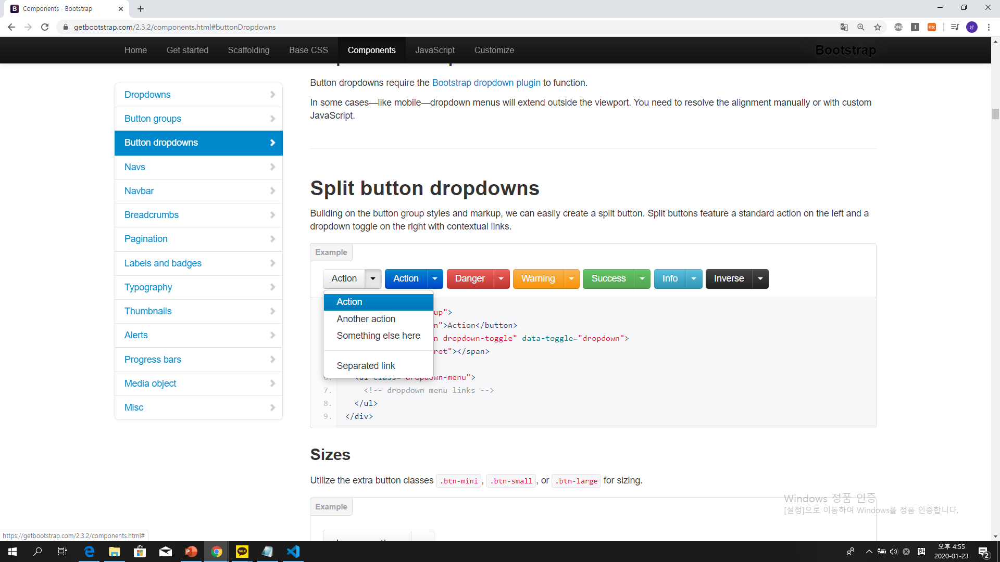 Components · Bootstrap
getbootstrap.com/2.3.2/components.html#buttonDropdowns
남
Home Get started Scaffolding Base CSS Components JavaScript Customize Bootstrap
Dropdowns
Button groups
Button dropdowns
Navs
Navbar
Breadcrumbs
Pagination
Labels and badges
Typography
Thumbnails
Alerts
Progress bars
Media object
Misc
Button dropdowns require the Bootstrap dropdown plugin to function.
In some cases—like mobile—dropdown menus will extend outside the viewport. You need to resolve the alignment manually or with custom
JavaScript.
Split button dropdowns
Building on the button group styles and markup, we can easily create a split button. Split buttons feature a standard action on the left and a
dropdown toggle on the right with contextual links.
Example
Action Action Danger Warning Success Info Inverse
Action
Another action
Something else here
Separated link
up">
n">Action</button>
n dropdown-toggle" data-toggle="dropdown">
ret"></span>
6. <ul class="dropdown-menu">
7. <!-- dropdown menu links -->
8. </ul>
9. </div>
Sizes
Utilize the extra button classes .btn-mini, .btn-small, or .btn-large for sizing.
Example
Windows 정품 인증
[설정]으로 이동하여 Windows를 정품 인증합니다.
https://getbootstrap.com/2.3.2/components.html#
TALK
한
오후 4:55
2020-01-23
2